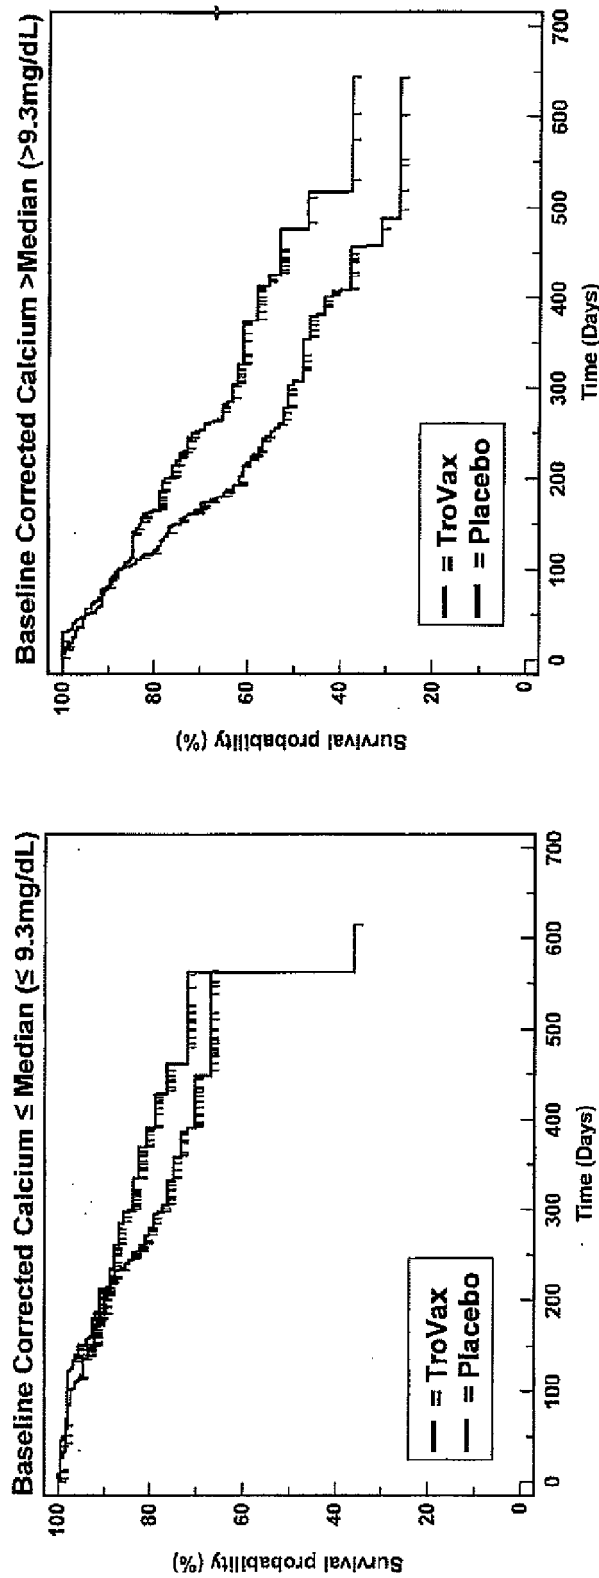 Baseline Corrected Calcium ≤ Median (≤ 9.3mg/dL)
Survival probability (%)
100
80
60
40
20
0
= TroVax
= Placebo
0 100 200 300 400 500 600 700
Time (Days)
Baseline Corrected Calcium >Median (>9.3mg/dL)
Survival probability (%)
100
80
60
40
20
0
= TroVax
= Placebo
0 100 200 300 400 500 600 700
Time (Days)